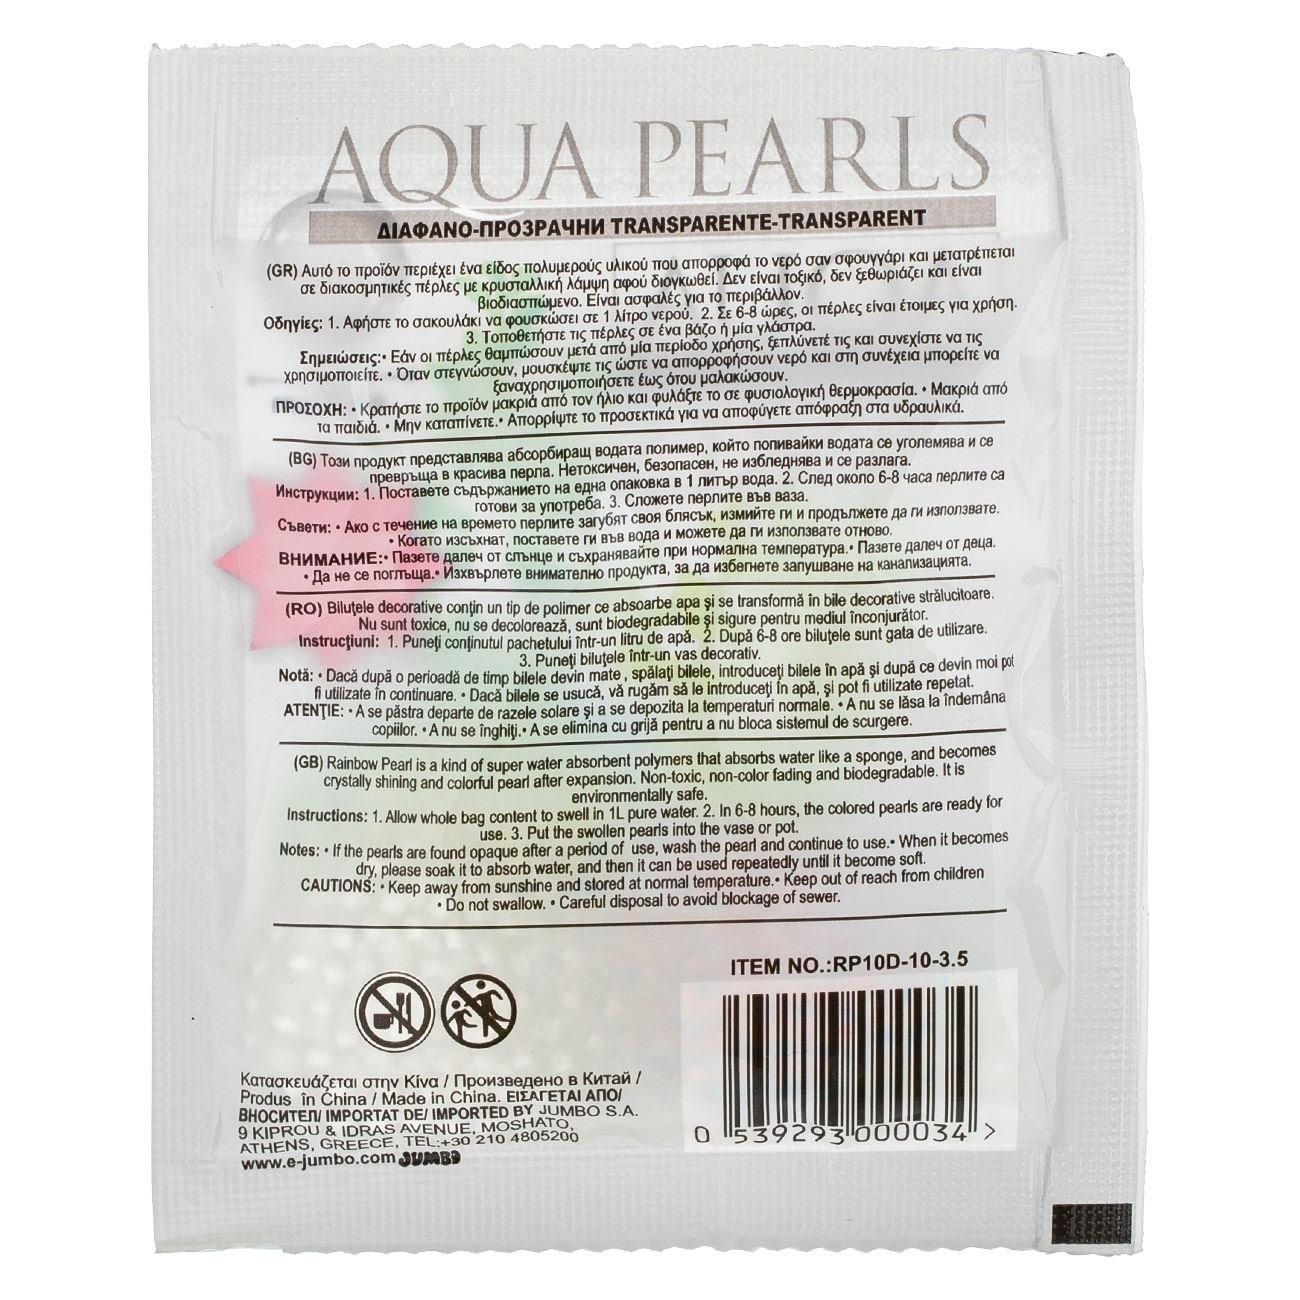 AQUA PEARLS
ΔΙΑΦΑΝΟ-ПРОЗРАЧНИ TRANSPARENTE-TRANSPARENT
(GR) Αυτό το προϊόν περιέχει ένα είδος πολυμερούς υλικού που απορροφά το νερό σαν σφουγγάρι και μετατρέπεται
σε διακοσμητικές πέρλες με κρυσταλλική λάμψη αφού διογκωθεί. Δεν είναι τοξικό, δεν ξεθωριάζει και είναι
βιοδιασπώμενο. Είναι ασφαλές για το περιβάλλον.
Οδηγίες: 1. Αφήστε το σακουλάκι να φουσκώσει σε 1 λίτρο νερού. 2. Σε 6-8 ώρες, οι πέρλες είναι έτοιμες για χρήση.
3. Τοποθετήστε τις πέρλες σε ένα βάζο ή μία γλάστρα.
Σημειώσεις:• Εάν οι πέρλες θαμπώσουν μετά από μία περίοδο χρήσης, ξεπλύνετέ τις και συνεχίστε να τις
χρησιμοποιείτε. • Όταν στεγνώσουν, μουσκέψτε τις ώστε να απορροφήσουν νερό και στη συνέχεια μπορείτε να
ξαναχρησιμοποιήσετε έως ότου μαλακώσουν.
ΠΡΟΣΟΧΗ: • Κρατήστε το προϊόν μακριά από τον ήλιο και φυλάξτε το σε φυσιολογική θερμοκρασία. • Μακριά από
τα παιδιά. • Μην καταπίνετε.• Απορρίψτε το προσεκτικά για να αποφύγετε απόφραξη στα υδραυλικά.
(BG) Този продукт представлява абсорбиращ водата полимер, който попивайки водата се уголемява и се
превръща в красива перла. Нетоксичен, безопасен, не избледнява и се разлага.
Инструкции: 1. Поставете съдържанието на една опаковка в 1 литър вода. 2. След около 6-8 часа перлите са
готови за употреба. 3. Сложете перлите във ваза.
Съвети: • Ако с течение на времето перлите загубят своя блясък, измийте ги и продължете да ги използвате.
• Когато изсъхнат, поставете ги във вода и можете да ги използвате отново.
ВНИМАНИЕ:• Пазете далеч от слънце и съхранявайте при нормална температура.• Пазете далеч от деца.
• Да не се поглъща.• Изхвърлете внимателно продукта, за да избегнете запушване на канализацията.
(RO) Biluţele decorative conţin un tip de polimer ce absoarbe apa şi se transformă în bile decorative strălucitoare.
Nu sunt toxice, nu se decolorează, sunt biodegradabile şi sigure pentru mediul înconjurător.
Instrucţiuni: 1. Puneţi conţinutul pachetului într-un litru de apă. 2. După 6-8 ore biluţele sunt gata de utilizare.
3. Puneţi biluţele într-un vas decorativ.
Notă: • Dacă după o perioadă de timp bilele devin mate , spălaţi bilele, introduceţi bilele în apă şi după ce devin moi pot
fi utilizate în continuare. • Dacă bilele se usucă, vă rugăm să le introduceţi în apă, şi pot fi utilizate repetat.
ATENŢIE: • A se păstra departe de razele solare şi a se depozita la temperaturi normale. • A nu se lăsa la îndemâna
copiilor. • A nu se înghiţi.• A se elimina cu grijă pentru a nu bloca sistemul de scurgere.
(GB) Rainbow Pearl is a kind of super water absorbent polymers that absorbs water like a sponge, and becomes
crystally shining and colorful pearl after expansion. Non-toxic, non-color fading and biodegradable. It is
environmentally safe.
Instructions: 1. Allow whole bag content to swell in 1L pure water. 2. In 6-8 hours, the colored pearls are ready for
use. 3. Put the swollen pearls into the vase or pot.
Notes: • If the pearls are found opaque after a period of use, wash the pearl and continue to use.• When it becomes
dry, please soak it to absorb water, and then it can be used repeatedly until it become soft.
CAUTIONS: • Keep away from sunshine and stored at normal temperature.• Keep out of reach from children
• Do not swallow. • Careful disposal to avoid blockage of sewer.
ITEM NO.:RP10D-10-3.5
0 539293 000034 >
Κατασκευάζεται στην Κίνα / Произведено в Китай /
Produs în China / Made in China. ΕΙΣΑΓΕΤΑΙ ΑΠΟ/
ВНОСИТЕЛ/ IMPORTAT DE/ IMPORTED BY JUMBO S.A.
9 KIPROU & IDRAS AVENUE, MOSHATO,
ATHENS, GREECE, TEL:+30 210 4805200
www.e-jumbo.com JUMBO